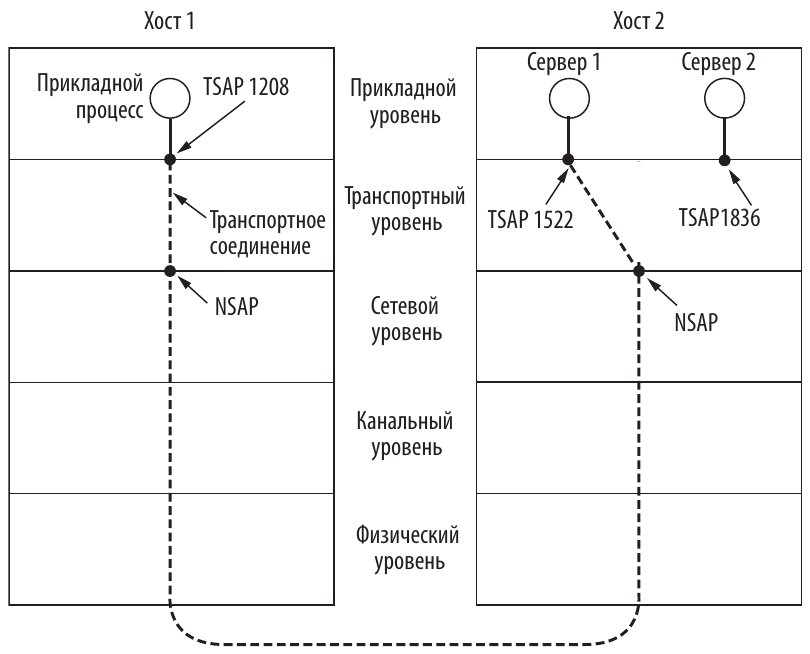 Хост 1
Хост 2
Прикладной
процесс
TSAP 1208
Прикладной
уровень
Сервер 1
Сервер 2
Транспортное
соединение
Транспортный
уровень
TSAP 1522
TSAP1836
NSAP
Сетевой
уровень
NSAP
Канальный
уровень
Физический
уровень